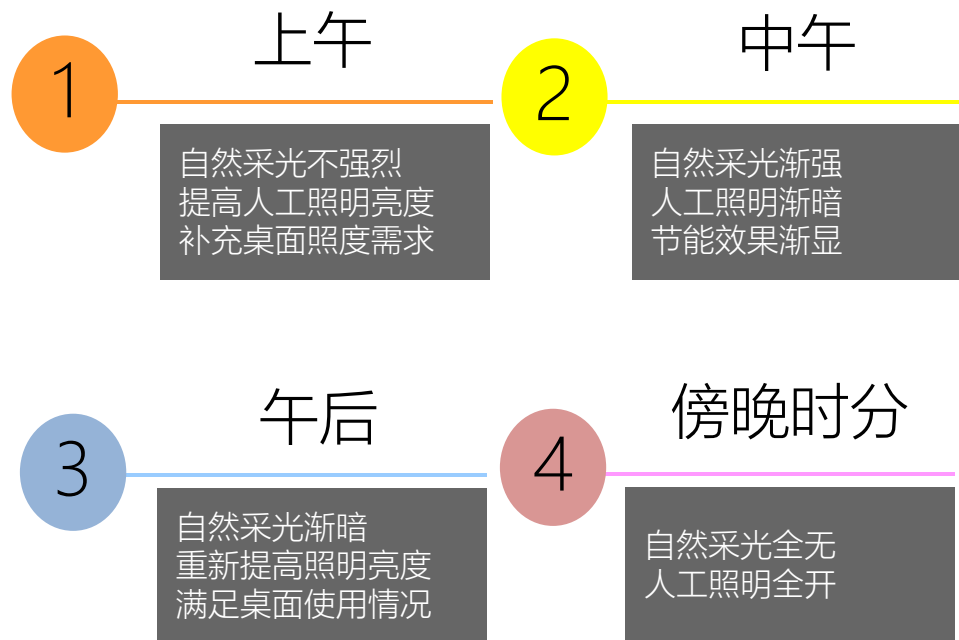 1
上午
自然采光不强烈
提高人工照明亮度
补充桌面照度需求
2
中午
自然采光渐强
人工照明渐暗
节能效果渐显
3
午后
自然采光渐暗
重新提高照明亮度
满足桌面使用情况
4
傍晚时分
自然采光全无
人工照明全开